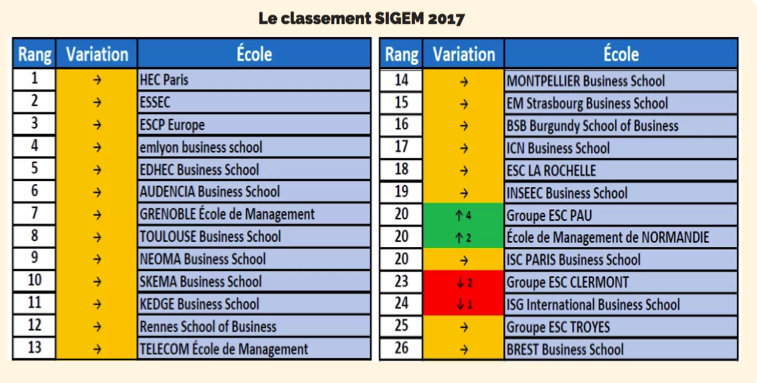 Le classement SIGEM 2017
Rang Variation École
1 → HEC Paris
2 → ESSEC
3 → ESCP Europe
4 → emlyon business school
5 → EDHEC Business School
6 → AUDENCIA Business School
7 → GRENOBLE École de Management
8 → TOULOUSE Business School
9 → NEOMA Business School
10 → SKEMA Business School
11 → KEDGE Business School
12 → Rennes School of Business
13 → TELECOM École de Management
Rang Variation École
14 → MONTPELLIER Business School
15 → EM Strasbourg Business School
16 → BSB Burgundy School of Business
17 → ICN Business School
18 → ESC LA ROCHELLE
19 → INSEEC Business School
20 ↑ 4 Groupe ESC PAU
20 ↑ 2 École de Management de NORMANDIE
20 → ISC PARIS Business School
23 ↓ 2 Groupe ESC CLERMONT
24 ↓ 1 ISG International Business School
25 → Groupe ESC TROYES
26 → BREST Business School